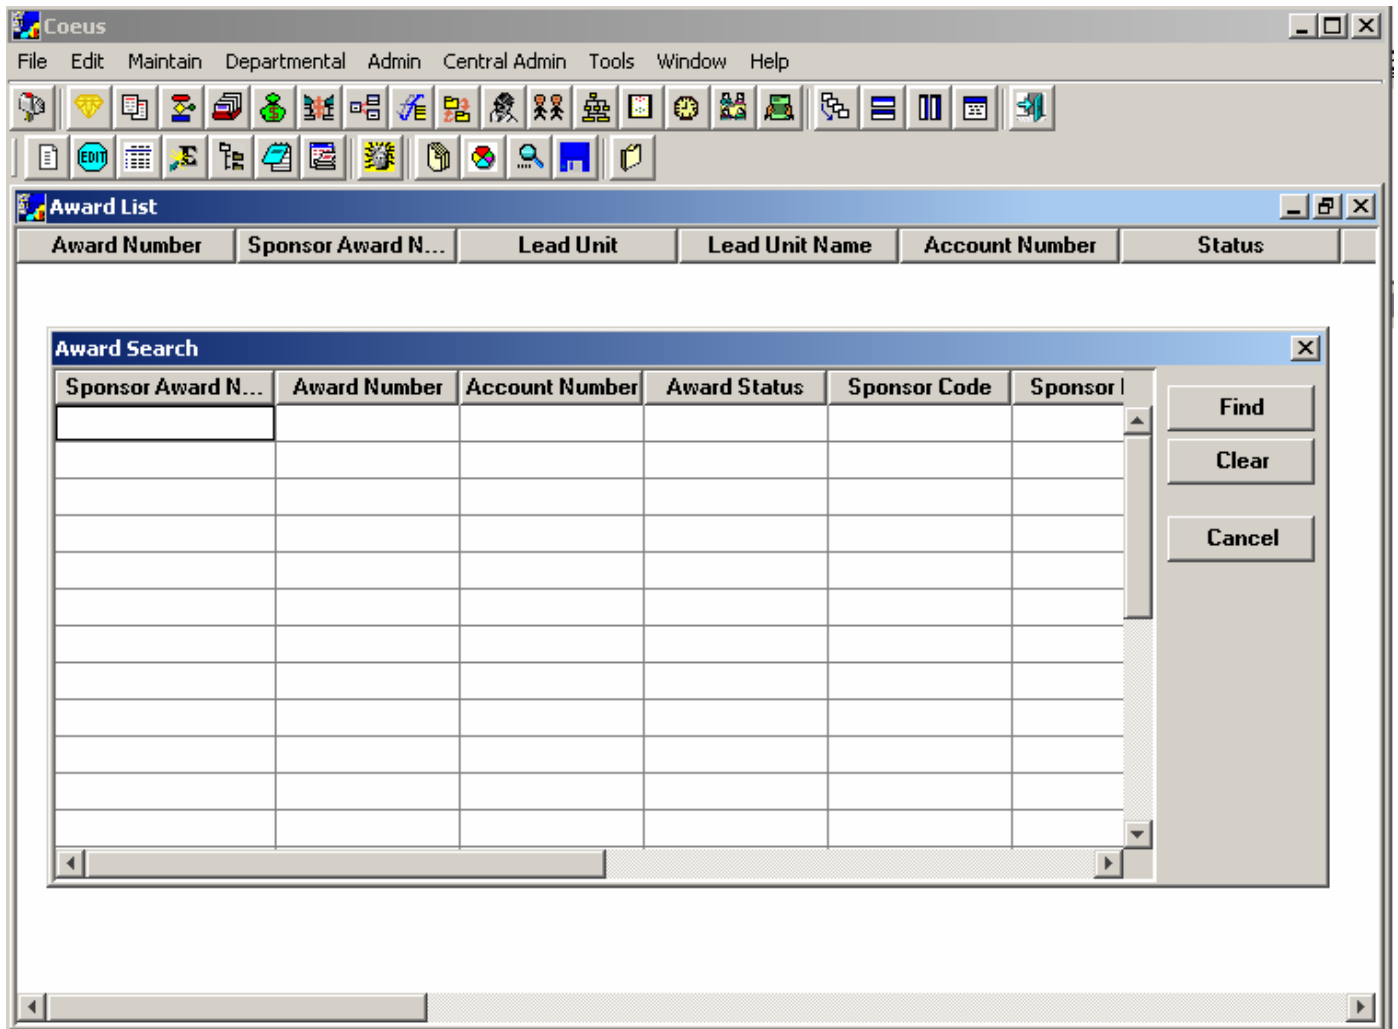 Coeus
File Edit Maintain Departmental Admin Central Admin Tools Window Help
EDIT
Award List
Award Number Sponsor Award N... Lead Unit Lead Unit Name Account Number Status
Award Search
Sponsor Award N... Award Number Account Number Award Status Sponsor Code Sponsor
Find
Clear
Cancel